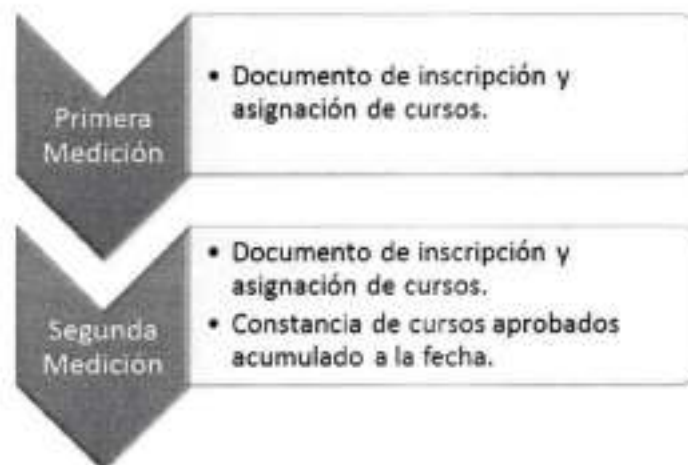 Primera
Medición
• Documento de inscripción y
asignación de cursos.
Segunda
Medición
• Documento de inscripción y
asignación de cursos.
• Constancia de cursos aprobados
acumulado a la fecha.